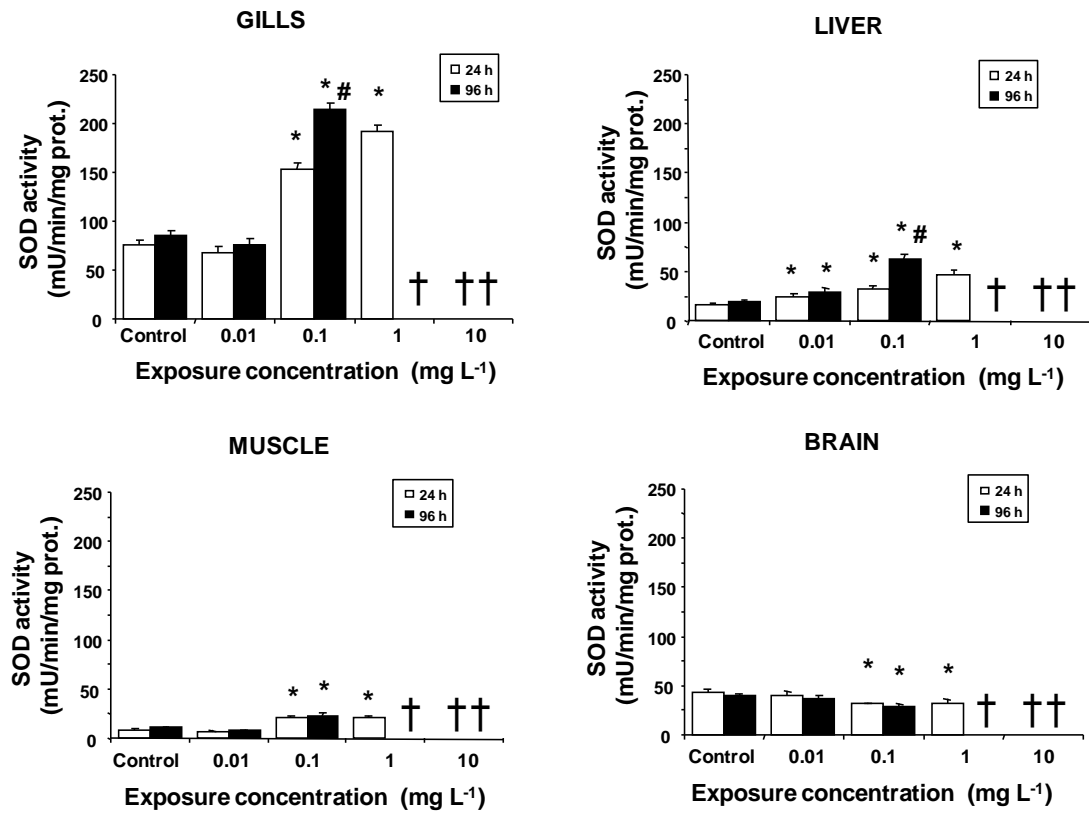 GILLS
24 h
96 h
SOD activity
(mU/min/mg prot.)
250
200
150
100
50
0
* # *
*
† ††
Control 0.01 0.1 1 10
Exposure concentration (mg L-1)
LIVER
24 h
96 h
SOD activity
(mU/min/mg prot.)
250
200
150
100
50
0
* #
* * * *
† ††
Control 0.01 0.1 1 10
Exposure concentration (mg L-1)
MUSCLE
24 h
96 h
SOD activity
(mU/min/mg prot.)
250
200
150
100
50
0
* * *
† ††
Control 0.01 0.1 1 10
Exposure concentration (mg L-1)
BRAIN
24 h
96 h
SOD activity
(mU/min/mg prot.)
250
200
150
100
50
0
* * *
† ††
Control 0.01 0.1 1 10
Exposure concentration (mg L-1)